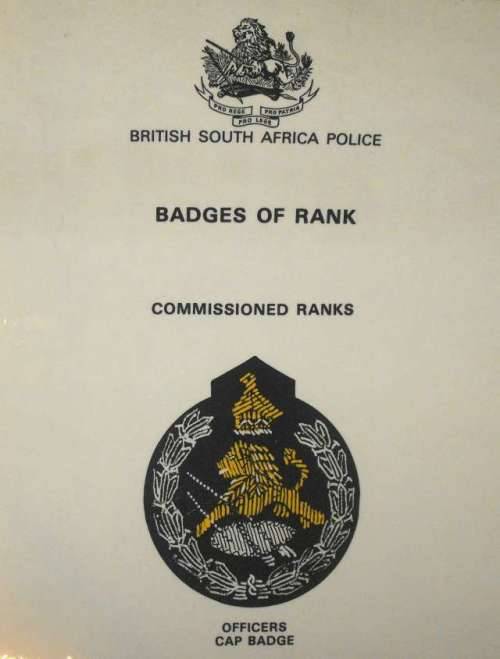 PRO REGE
PRO PATRIA
PRO LEGE
BRITISH SOUTH AFRICA POLICE
BADGES OF RANK
COMMISSIONED RANKS
OFFICERS
CAP BADGE